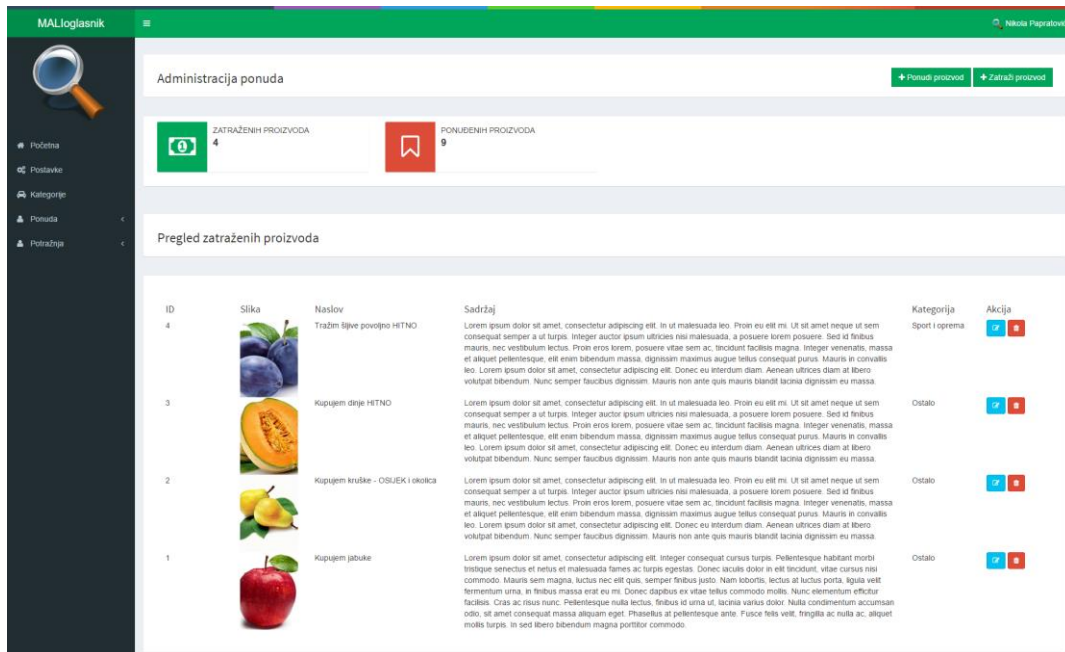 MALIoglasnik
Nikola Papratović
Početna
Postavke
Kategorije
Ponuda
Potražnja
Administracija ponuda
+ Ponudi proizvod
+ Zatraži proizvod
ZATRAŽENIH PROIZVODA
4
PONUĐENIH PROIZVODA
9
Pregled zatraženih proizvoda
ID Slika Naslov Sadržaj Kategorija Akcija
4 Tražim šljive povoljno HITNO Lorem ipsum dolor sit amet, consectetur adipiscing elit. In ut malesuada leo. Proin eu elit mi. Ut sit amet neque ut sem Sport i oprema
consequat semper a ut turpis. Integer auctor ipsum ultricies nisi malesuada, a posuere lorem posuere. Sed id finibus
mauris, nec vestibulum lectus. Proin eros lorem, posuere vitae sem ac, tincidunt facilisis magna. Integer venenatis, massa
et aliquet pellentesque, elit enim bibendum massa, dignissim maximus augue tellus consequat purus. Mauris in convallis
leo. Lorem ipsum dolor sit amet, consectetur adipiscing elit. Donec eu interdum diam. Aenean ultrices diam at libero
volutpat bibendum. Nunc semper faucibus dignissim. Mauris non ante quis mauris blandit lacinia dignissim eu massa.
3 Kupujem dinje HITNO Lorem ipsum dolor sit amet, consectetur adipiscing elit. In ut malesuada leo. Proin eu elit mi. Ut sit amet neque ut sem Ostalo
consequat semper a ut turpis. Integer auctor ipsum ultricies nisi malesuada, a posuere lorem posuere. Sed id finibus
mauris, nec vestibulum lectus. Proin eros lorem, posuere vitae sem ac, tincidunt facilisis magna. Integer venenatis, massa
et aliquet pellentesque, elit enim bibendum massa, dignissim maximus augue tellus consequat purus. Mauris in convallis
leo. Lorem ipsum dolor sit amet, consectetur adipiscing elit. Donec eu interdum diam. Aenean ultrices diam at libero
volutpat bibendum. Nunc semper faucibus dignissim. Mauris non ante quis mauris blandit lacinia dignissim eu massa.
2 Kupujem kruške - OSIJEK i okolica Lorem ipsum dolor sit amet, consectetur adipiscing elit. In ut malesuada leo. Proin eu elit mi. Ut sit amet neque ut sem Ostalo
consequat semper a ut turpis. Integer auctor ipsum ultricies nisi malesuada, a posuere lorem posuere. Sed id finibus
mauris, nec vestibulum lectus. Proin eros lorem, posuere vitae sem ac, tincidunt facilisis magna. Integer venenatis, massa
et aliquet pellentesque, elit enim bibendum massa, dignissim maximus augue tellus consequat purus. Mauris in convallis
leo. Lorem ipsum dolor sit amet, consectetur adipiscing elit. Donec eu interdum diam. Aenean ultrices diam at libero
volutpat bibendum. Nunc semper faucibus dignissim. Mauris non ante quis mauris blandit lacinia dignissim eu massa.
1 Kupujem jabuke Lorem ipsum dolor sit amet, consectetur adipiscing elit. Integer consequat cursus turpis. Pellentesque habitant morbi Ostalo
tristique senectus et netus et malesuada fames ac turpis egestas. Donec iaculis dolor in elit tincidunt, vitae cursus nisi
commodo. Mauris sem magna, luctus nec elit quis, semper finibus justo. Nam lobortis, lectus at luctus porta, ligula velit
fermentum urna, in finibus massa erat eu mi. Donec dapibus ex vitae tellus commodo mollis. Nunc elementum efficitur
facilisis. Cras ac risus nunc. Pellentesque nulla lectus, finibus id urna ut, lacinia varius dolor. Nulla condimentum accumsan
odio, sit amet consequat massa aliquam eget. Phasellus at pellentesque ante. Fusce felis velit, fringilla ac nulla ac, aliquet
mollis turpis. In sed libero bibendum magna porttitor commodo.